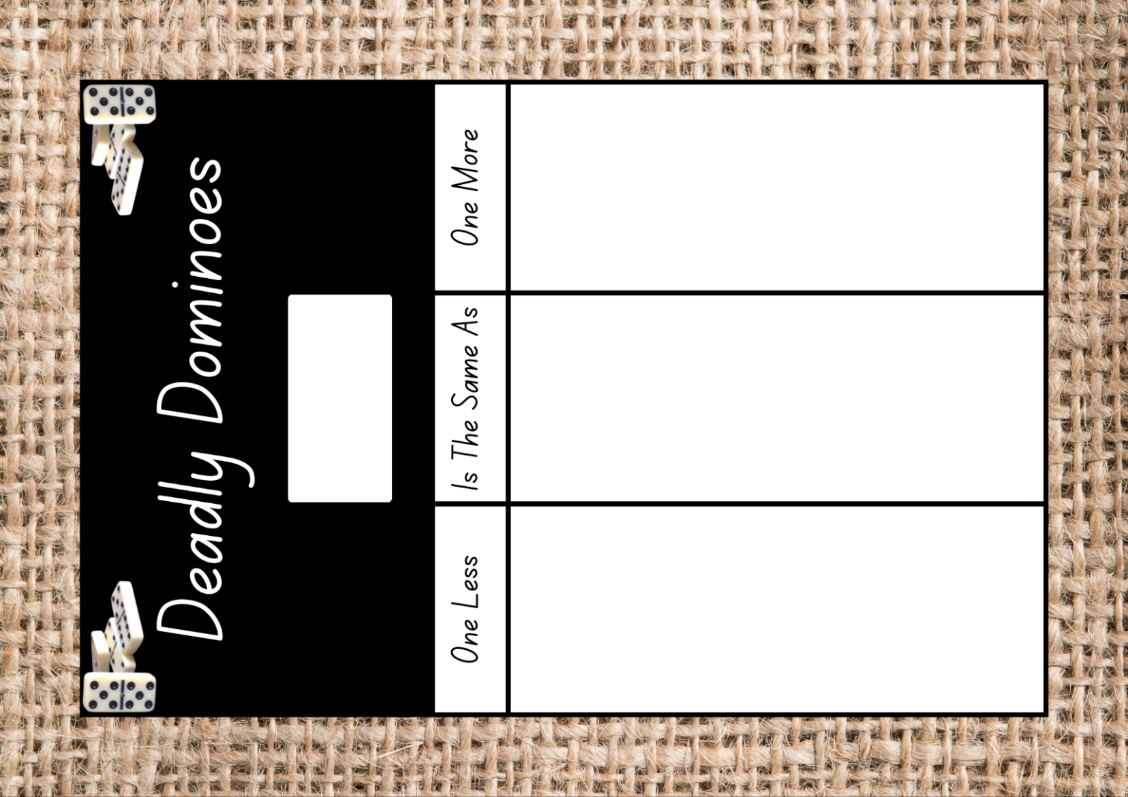 Deadly Dominoes
One Less
Is The Same As
One More